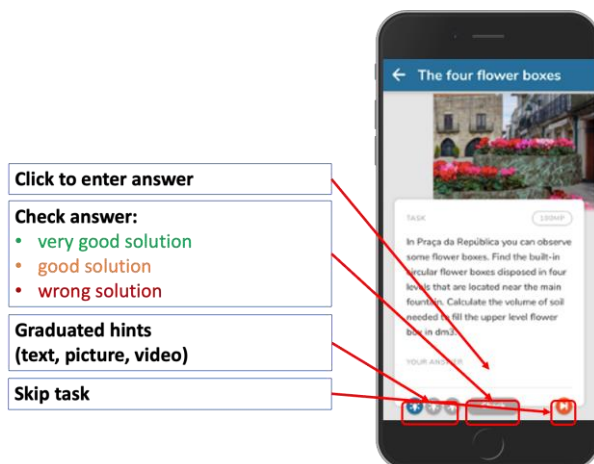 ← The four flower boxes
Click to enter answer
Check answer:
• very good solution
• good solution
• wrong solution
Graduated hints
(text, picture, video)
Skip task
TASK
100MP
In Praça da República you can observe
some flower boxes. Find the built-in
circular flower boxes disposed in four
levels that are located near the main
fountain. Calculate the volume of soil
needed to fill the upper level flower
box in dm3.
YOUR ANSWER